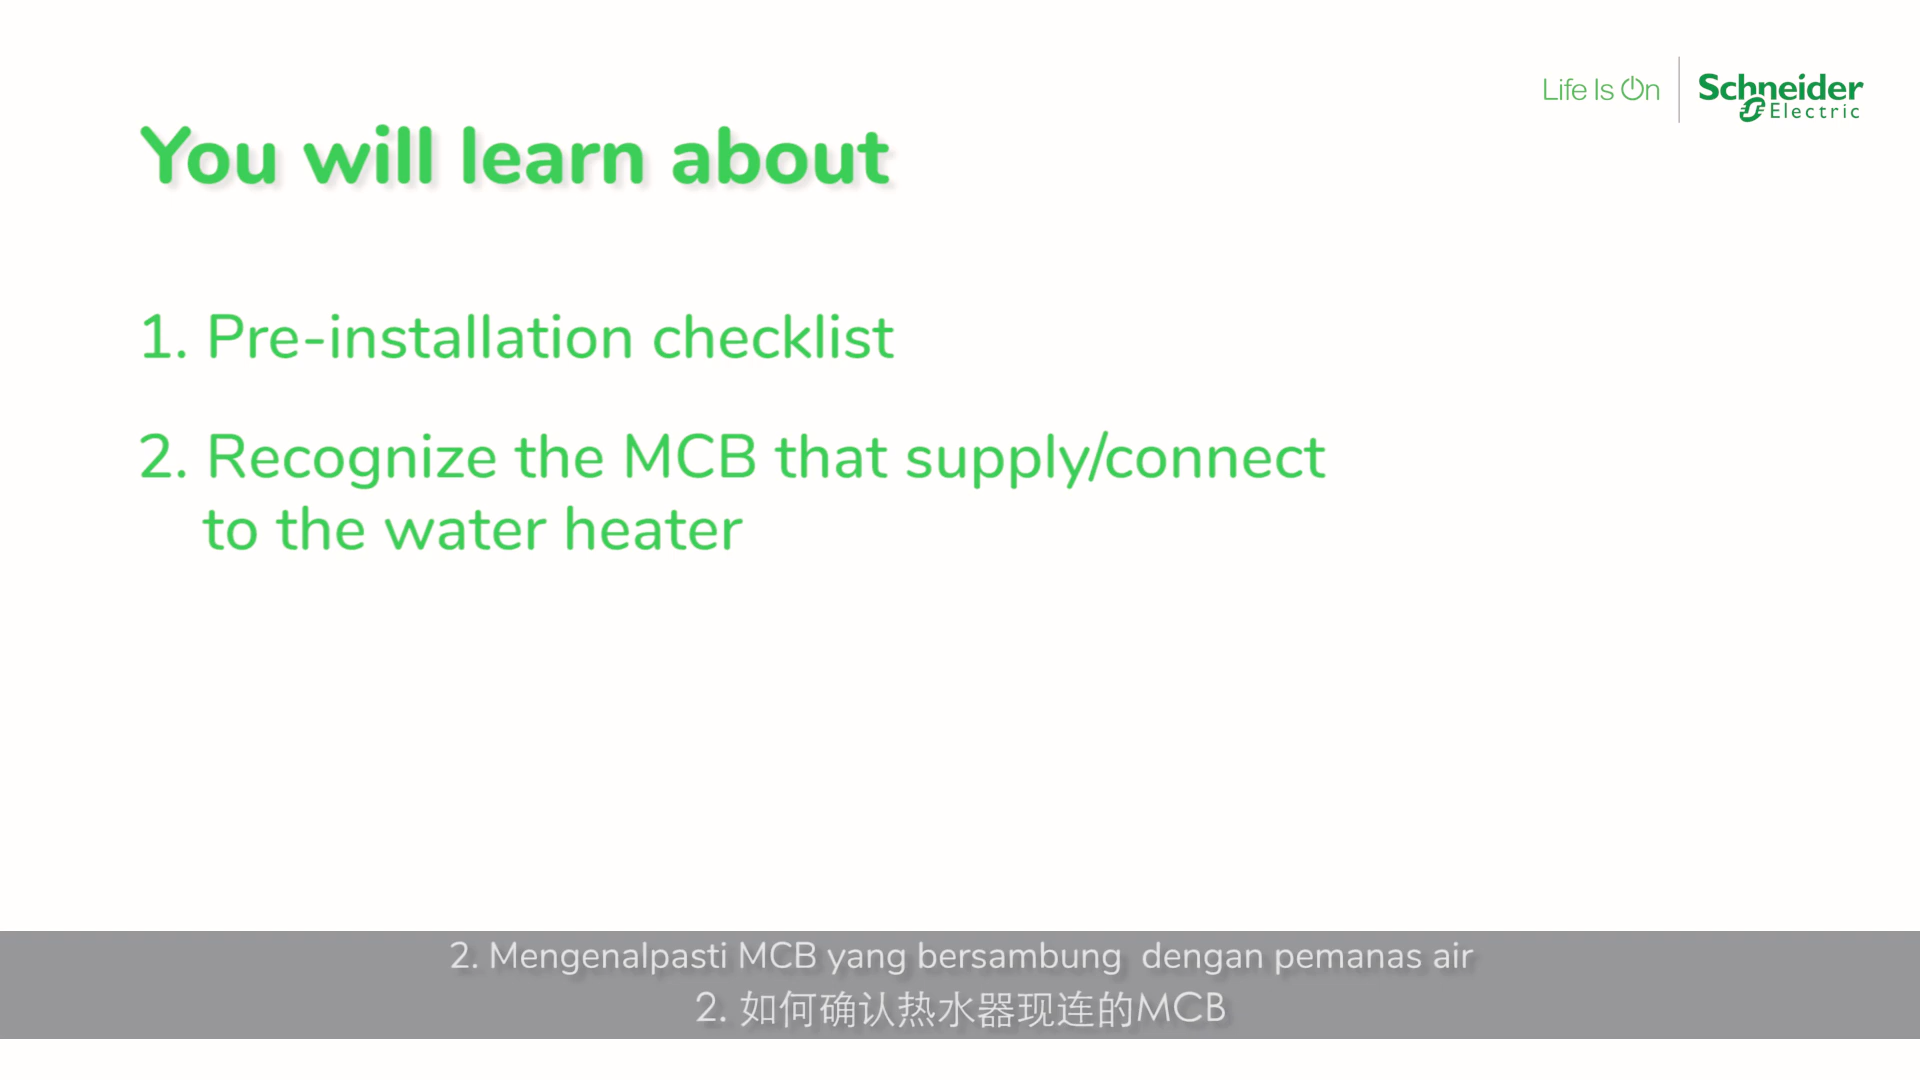 Life Is On
Schneider
Electric
You will learn about
1. Pre-installation checklist
2. Recognize the MCB that supply/connect
to the water heater
2. Mengenalpasti MCB yang bersambung dengan pemanas air
2. 如何确认热水器现连的MCB